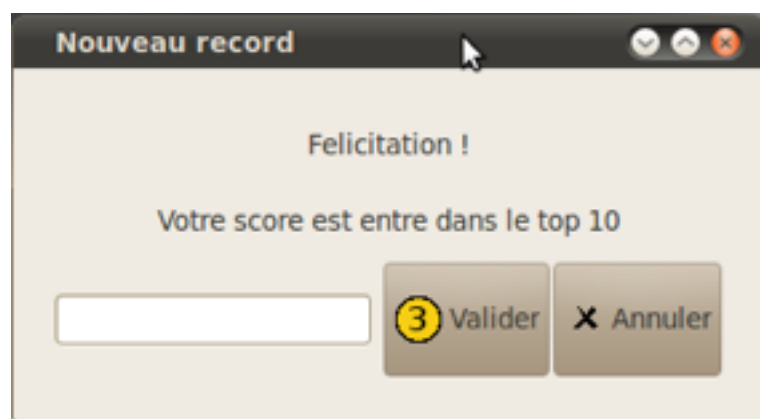 Nouveau record
Felicitation !
Votre score est entre dans le top 10
3 Valider
Annuler